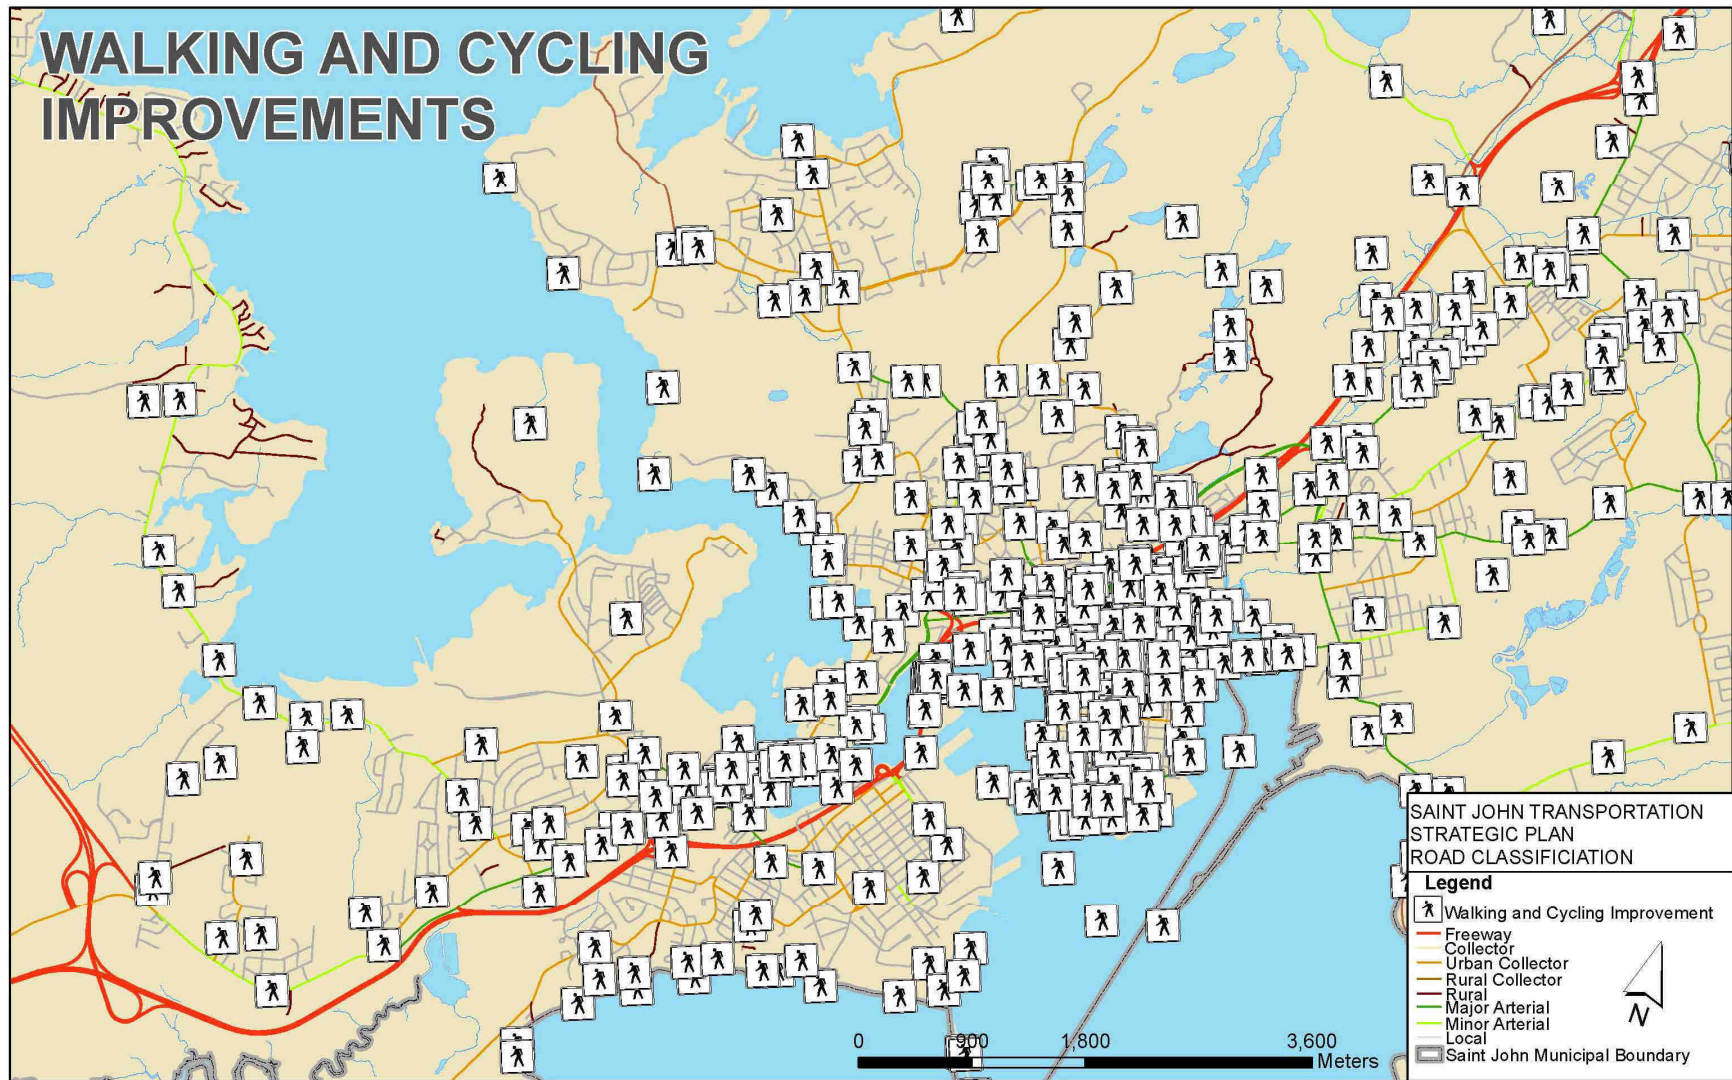 WALKING AND CYCLING
IMPROVEMENTS
SAINT JOHN TRANSPORTATION
STRATEGIC PLAN
ROAD CLASSIFICIATION
Legend
Walking and Cycling Improvement
Freeway
Collector
Urban Collector
Rural Collector
Rural
Major Arterial
Minor Arterial
Local
Saint John Municipal Boundary
N
0 900 1,800 3,600
Meters